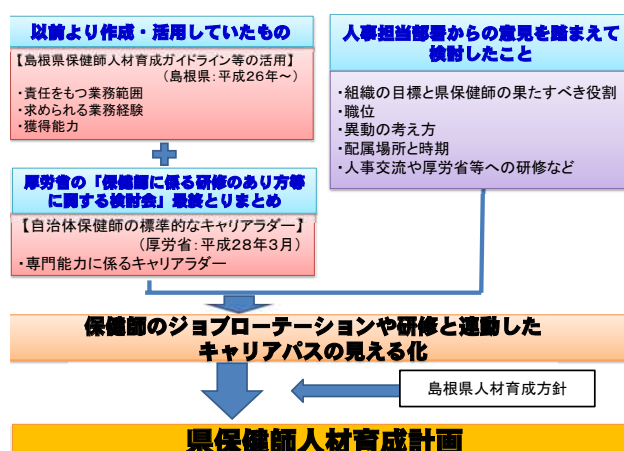 以前より作成・活用していたもの
【島根県保健師人材育成ガイドライン等の活用】
（島根県：平成26年～）
・責任をもつ業務範囲
・求められる業務経験
・獲得能力
厚労省の「保健師に係る研修のあり方等
に関する検討会」最終とりまとめ
【自治体保健師の標準的なキャリアラダー】
（厚労省：平成28年3月）
・専門能力に係るキャリアラダー
人事担当部署からの意見を踏まえて
検討したこと
・組織の目標と県保健師の果たすべき役割
・職位
・異動の考え方
・配属場所と時期
・人事交流や厚労省等への研修など
保健師のジョブローテーションや研修と連動した
キャリアパスの見える化
島根県人材育成方針
県保健師人材育成計画